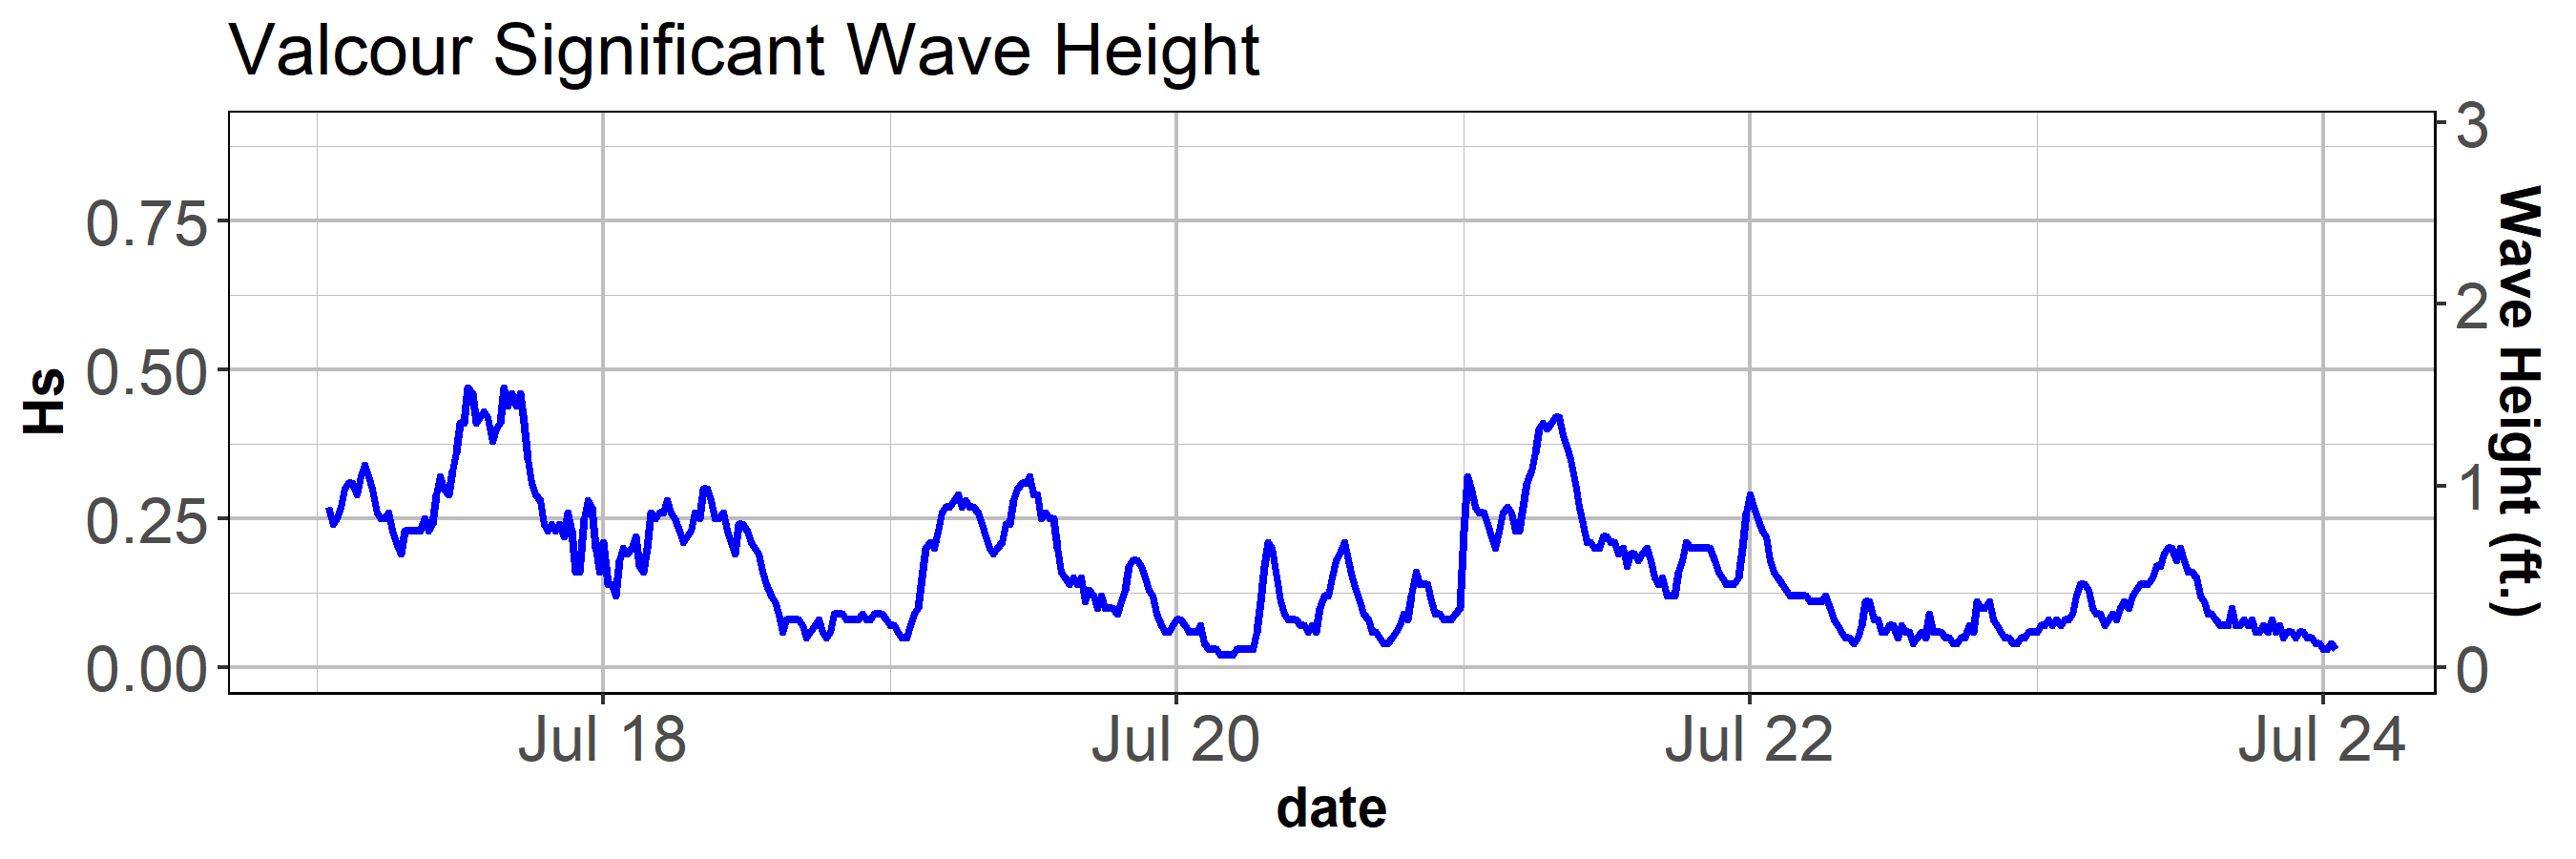 Valcour Significant Wave Height
Hs
0.75
0.50
0.25
0.00
3
2
1
0
Wave Height (ft.)
Jul 18
Jul 20
Jul 22
Jul 24
date